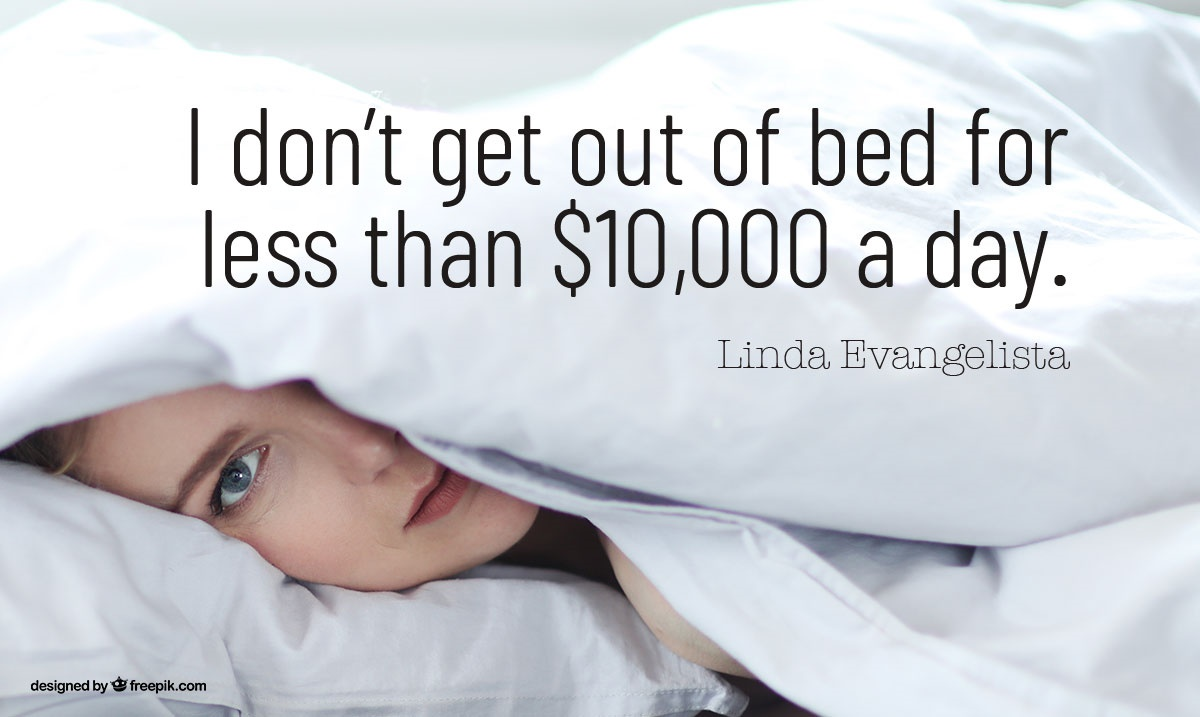 I don’t get out of bed for
less than $10,000 a day.
Linda Evangelista
designed by freepik.com